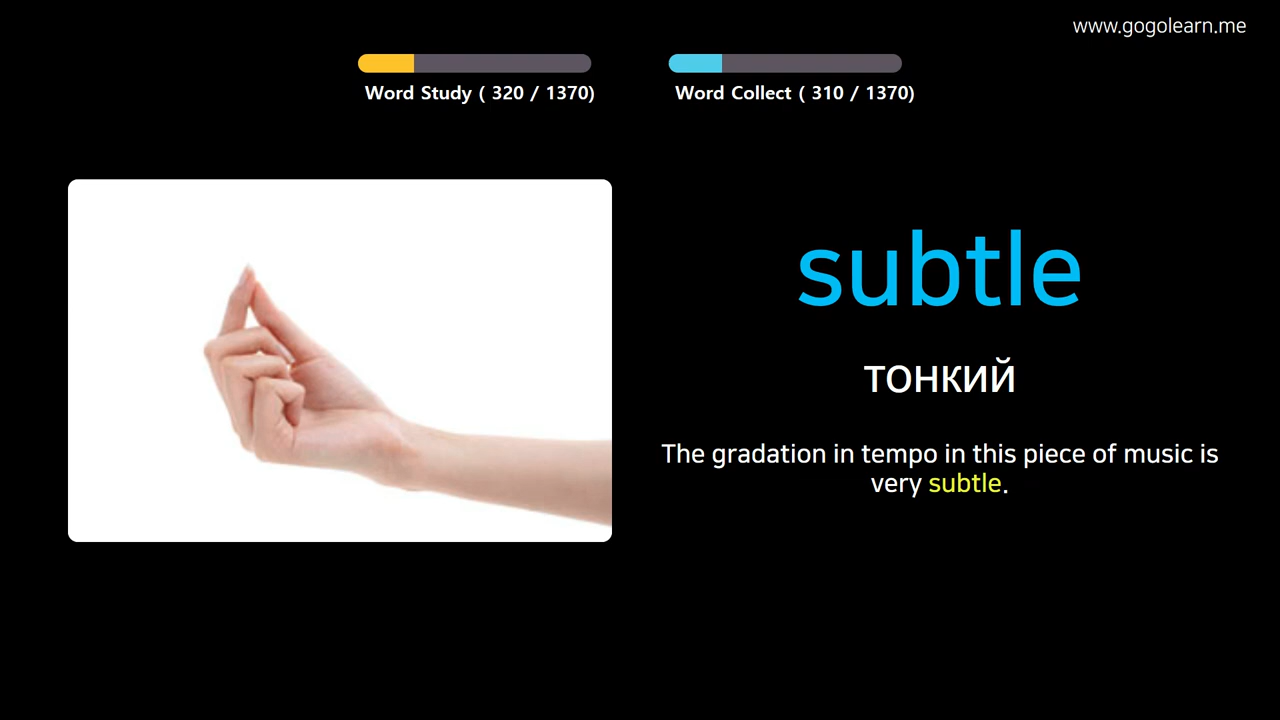 www.gogolearn.me
Word Study ( 320 / 1370)
Word Collect ( 310 / 1370)
subtle
тонкий
The gradation in tempo in this piece of music is
very subtle.